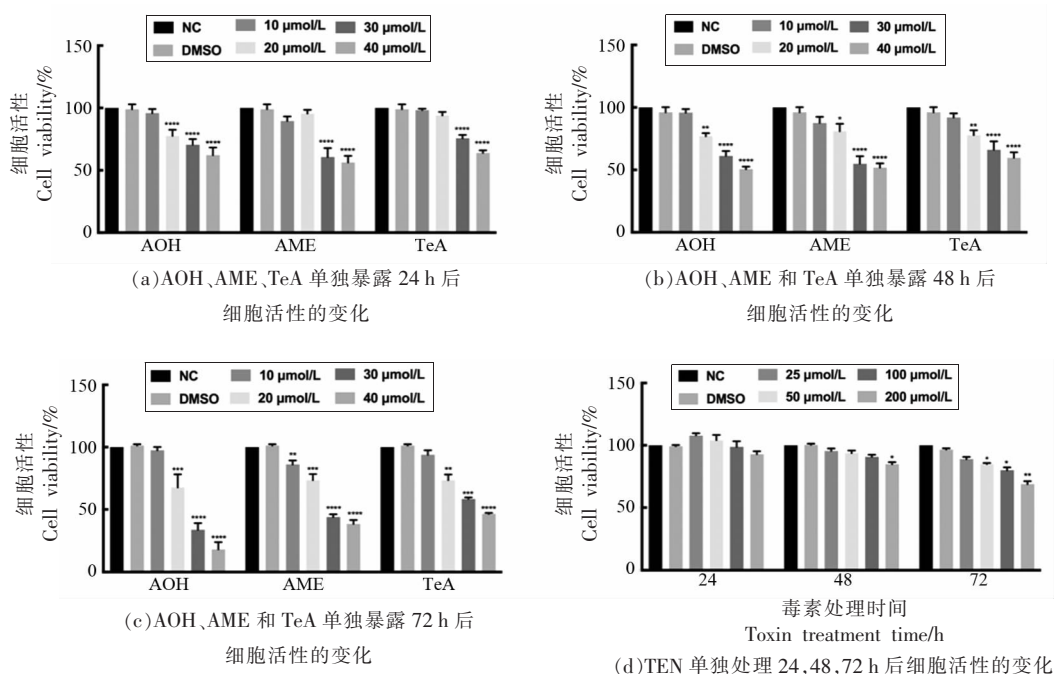 NC 10 μmol/L 30 μmol/L
DMSO 20 μmol/L 40 μmol/L
细胞活性
Cell viability/%
150
100
50
0
**** **** ****
**** ****
**** ****
AOH AME TeA
(a)AOH、AME、TeA 单独暴露 24 h 后
细胞活性的变化
NC 10 μmol/L 30 μmol/L
DMSO 20 μmol/L 40 μmol/L
细胞活性
Cell viability/%
150
100
50
0
** **** ****
* **** ****
** **** ****
AOH AME TeA
(b)AOH、AME 和 TeA 单独暴露 48 h 后
细胞活性的变化
NC 10 μmol/L 30 μmol/L
DMSO 20 μmol/L 40 μmol/L
细胞活性
Cell viability/%
150
100
50
0
*** **** ****
** *** **** ****
** *** ****
AOH AME TeA
(c)AOH、AME 和 TeA 单独暴露 72 h 后
细胞活性的变化
NC 25 μmol/L 100 μmol/L
DMSO 50 μmol/L 200 μmol/L
细胞活性
Cell viability/%
150
100
50
0
*
* * **
24 48 72
毒素处理时间
Toxin treatment time/h
(d)TEN 单独处理 24,48,72 h 后细胞活性的变化